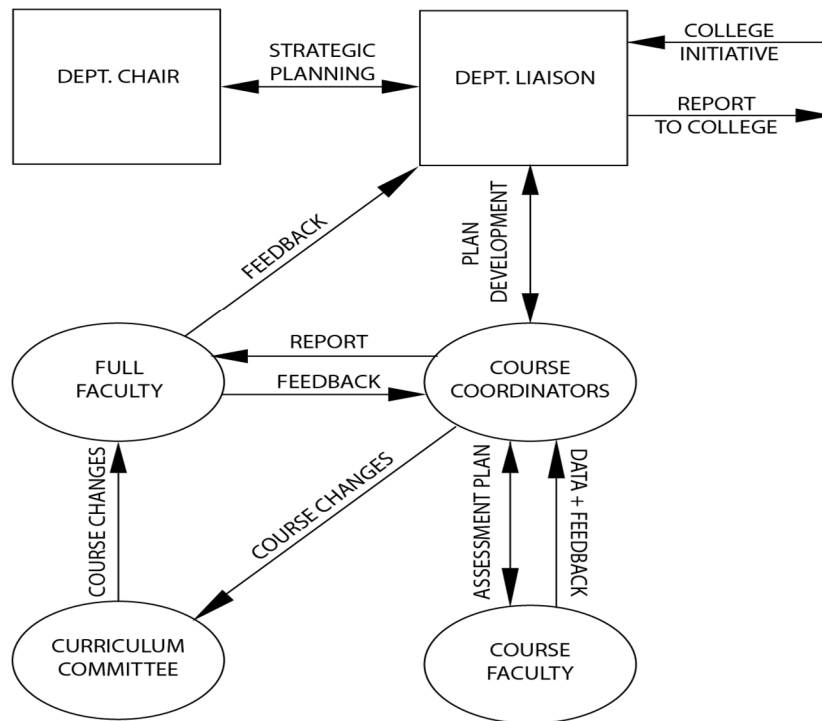 DEPT. CHAIR
STRATEGIC
PLANNING
DEPT. LIAISON
COLLEGE
INITIATIVE
REPORT
TO COLLEGE
FEEDBACK
PLAN
DEVELOPMENT
FULL
FACULTY
REPORT
FEEDBACK
COURSE
COORDINATORS
COURSE CHANGES
COURSE CHANGES
ASSESSMENT PLAN
DATA + FEEDBACK
CURRICULUM
COMMITTEE
COURSE
FACULTY